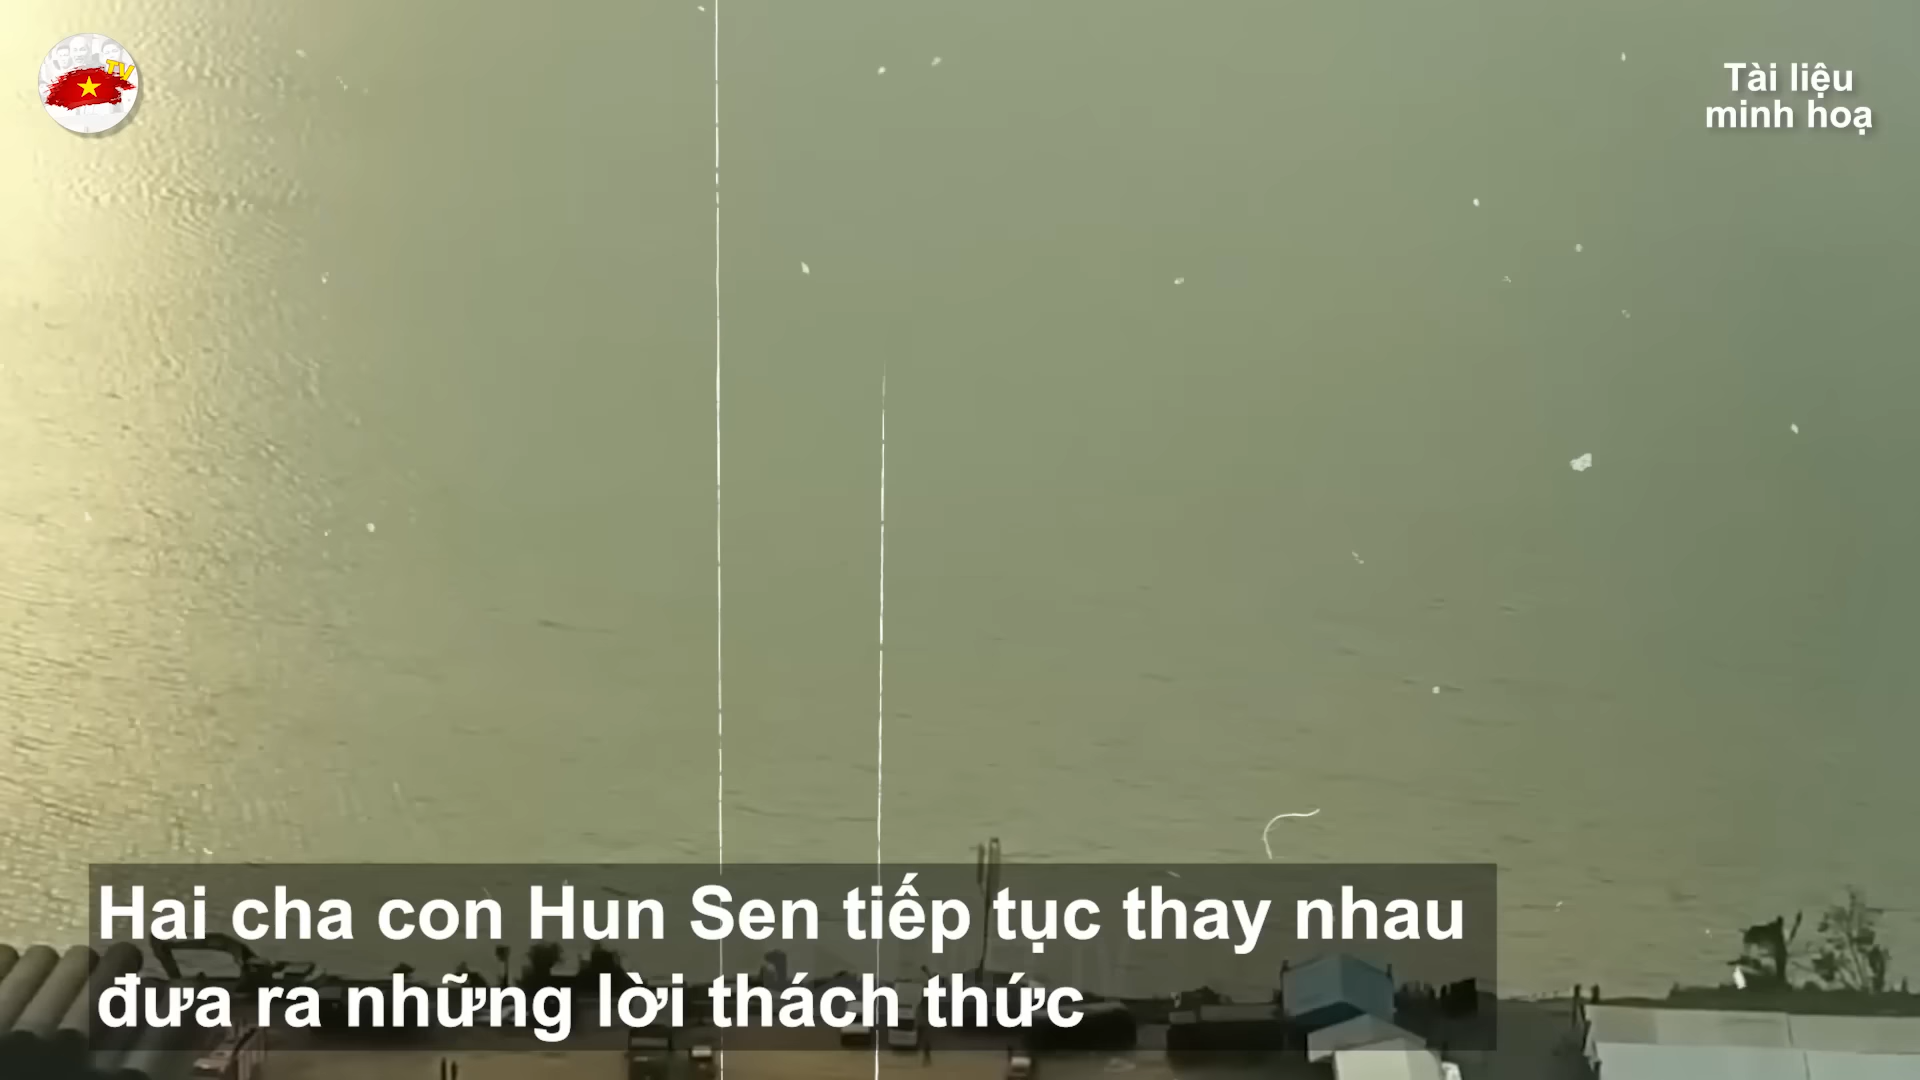 TV
Tài liệu
minh hoạ
Hai cha con Hun Sen tiếp tục thay nhau
đưa ra những lời thách thức